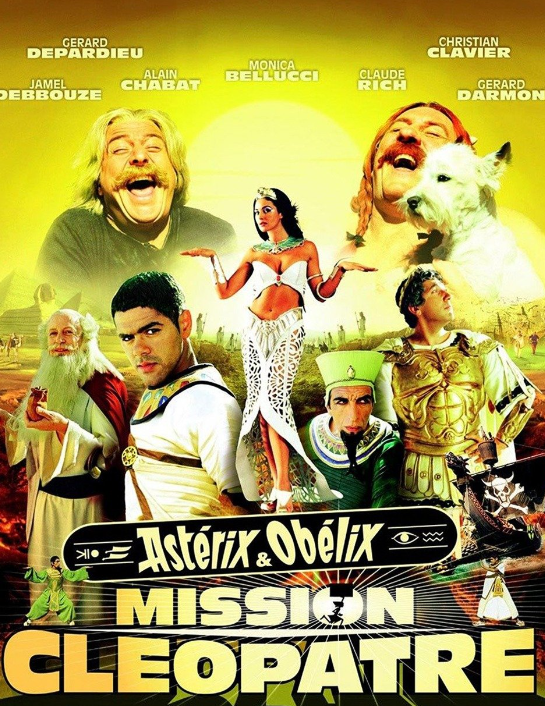 GERARD
DEPARDIEU
CHRISTIAN
CLAVIER
MONICA
BELLUCCI
JAMEL
DEBBOUZE
ALAIN
CHABAT
CLAUDE
RICH
GERARD
DARMON
Astérix & Obélix
MISSION
CLEOPATRE